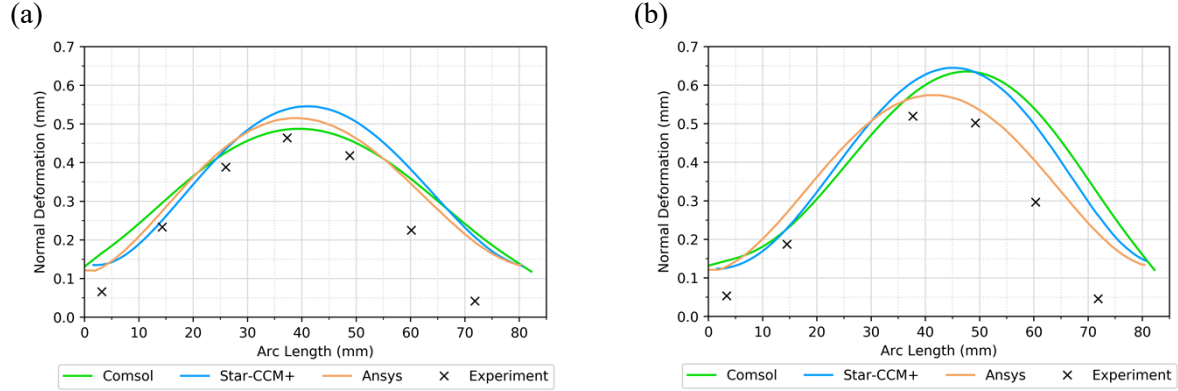 (a)
(b)
Normal Deformation (mm)
0.7
0.6
0.5
0.4
0.3
0.2
0.1
0.0
0 10 20 30 40 50 60 70 80
Arc Length (mm)
Comsol Star-CCM+ Ansys Experiment
Normal Deformation (mm)
0.7
0.6
0.5
0.4
0.3
0.2
0.1
0.0
0 10 20 30 40 50 60 70 80
Arc Length (mm)
Comsol Star-CCM+ Ansys Experiment